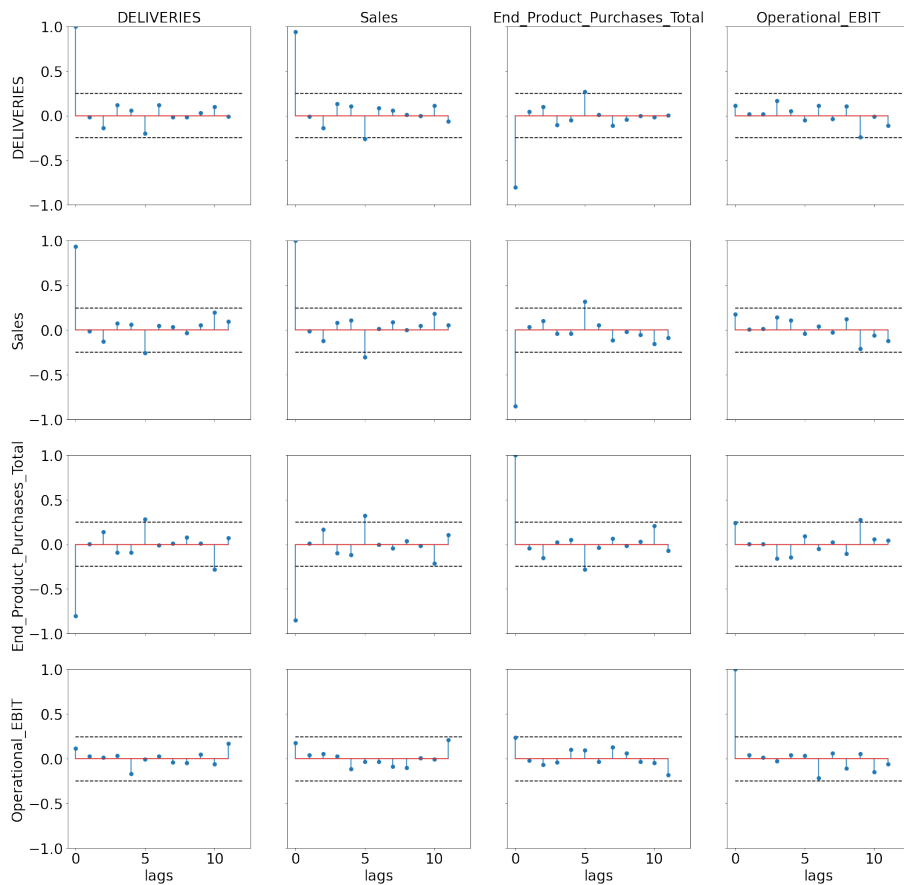 DELIVERIES Sales End_Product_Purchases_Total Operational_EBIT
DELIVERIES
1.0
0.5
0.0
−0.5
−1.0
Sales
1.0
0.5
0.0
−0.5
−1.0
End_Product_Purchases_Total
1.0
0.5
0.0
−0.5
−1.0
Operational_EBIT
1.0
0.5
0.0
−0.5
−1.0
0 5 10 0 5 10 0 5 10 0 5 10
lags lags lags lags